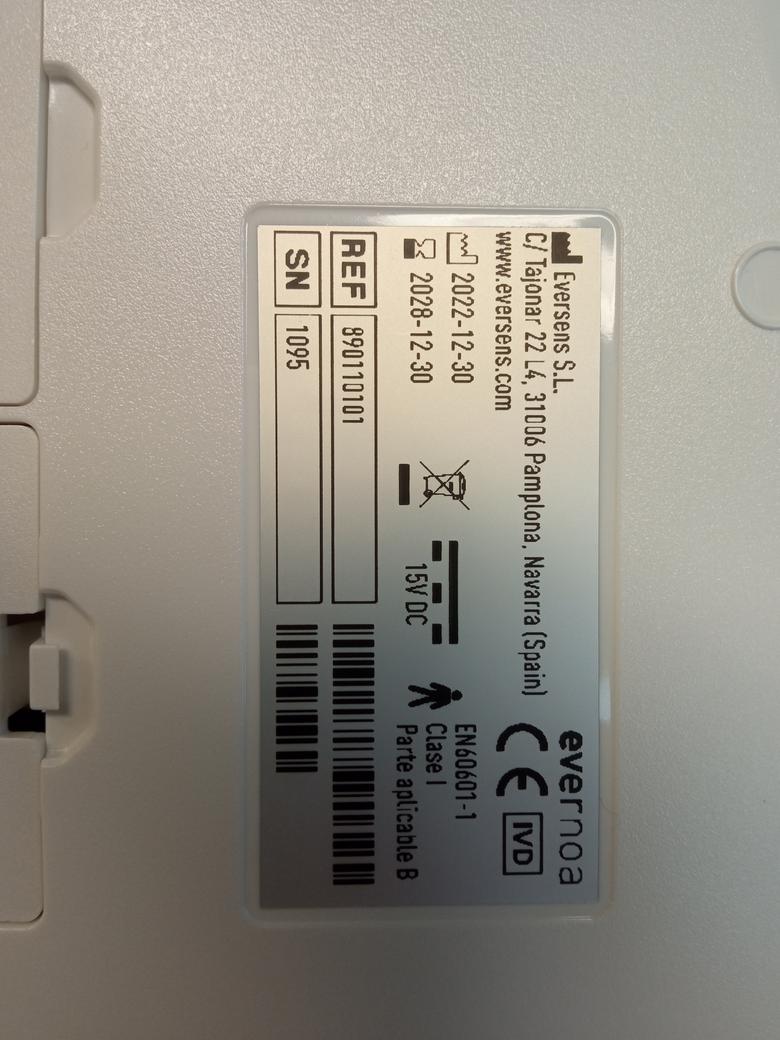 Eversens S.L.
C/ Tajonar 22 L4, 31006 Pamplona, Navarra (Spain)
www.eversens.com
evernoa
CE IVD
2022-12-30
2028-12-30
15V DC
EN60601-1
Clase I
Parte aplicable B
REF 890110101
SN 1095